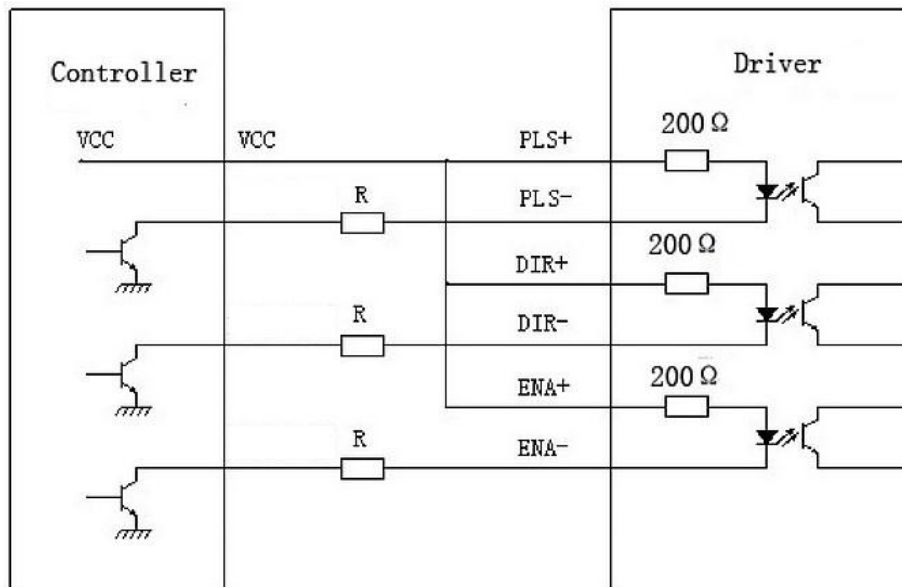 Controller
Driver
200Ω
VCC
VCC
PLS+
R
PLS-
200Ω
DIR+
R
DIR-
200Ω
ENA+
R
ENA-